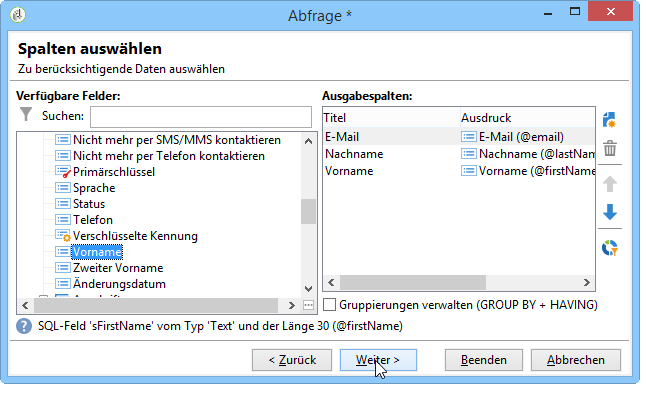 Abfrage *
Spalten auswählen
Zu berücksichtigende Daten auswählen
Verfügbare Felder:
Suchen:
Nicht mehr per SMS/MMS kontaktieren
Nicht mehr per Telefon kontaktieren
Primärschlüssel
Sprache
Status
Telefon
Verschlüsselte Kennung
Vorname
Zweiter Vorname
Änderungsdatum
Ausgabespalten:
Titel Ausdruck
E-Mail E-Mail (@email)
Nachname Nachname (@lastNam
Vorname Vorname (@firstName
Gruppierungen verwalten (GROUP BY + HAVING)
SQL-Feld 'sFirstName' vom Typ 'Text' und der Länge 30 (@firstName)
< Zurück Weiter > Beenden Abbrechen